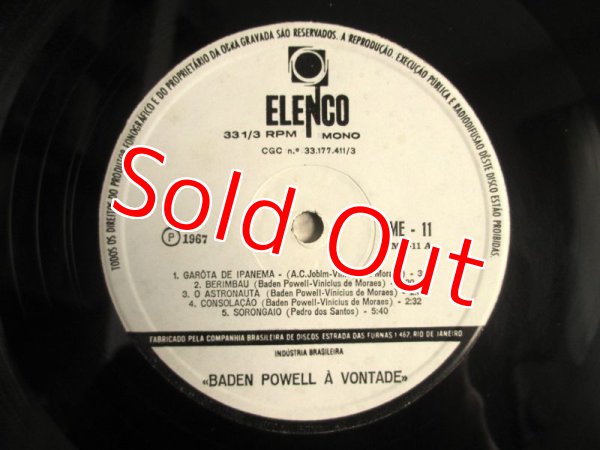 TODOS OS DIREITOS DO PRODUTOR FONOGRÁFICO E DO PROPRIETÁRIO DA OBRA GRAVADA SÃO RESERVADOS. A REPRODUÇÃO, EXECUÇÃO PÚBLICA E RADIODIFUSÃO DÊSTE DISCO ESTÃO PROIBIDAS.
ELENCO
33 1/3 RPM MONO
CGC n.º 33.177.411/3
Sold Out
ME - 11
11 A
P 1967
1. GARÔTA DE IPANEMA - (A.C. Jobim-
2. BERIMBAU (Baden Powell-Vinicius de Moraes)
3. O ASTRONAUTA (Baden Powell-Vinicius de Moraes) -
4. CONSOLAÇÃO (Baden Powell-Vinicius de Moraes) - 2:32
5. SORONGAIO (Pedro dos Santos) - 5:40
FABRICADO PELA COMPANHIA BRASILEIRA DE DISCOS. ESTRADA DAS FURNAS 1 467, RIO DE JANEIRO
INDÚSTRIA BRASILEIRA
«BADEN POWELL À VONTADE»